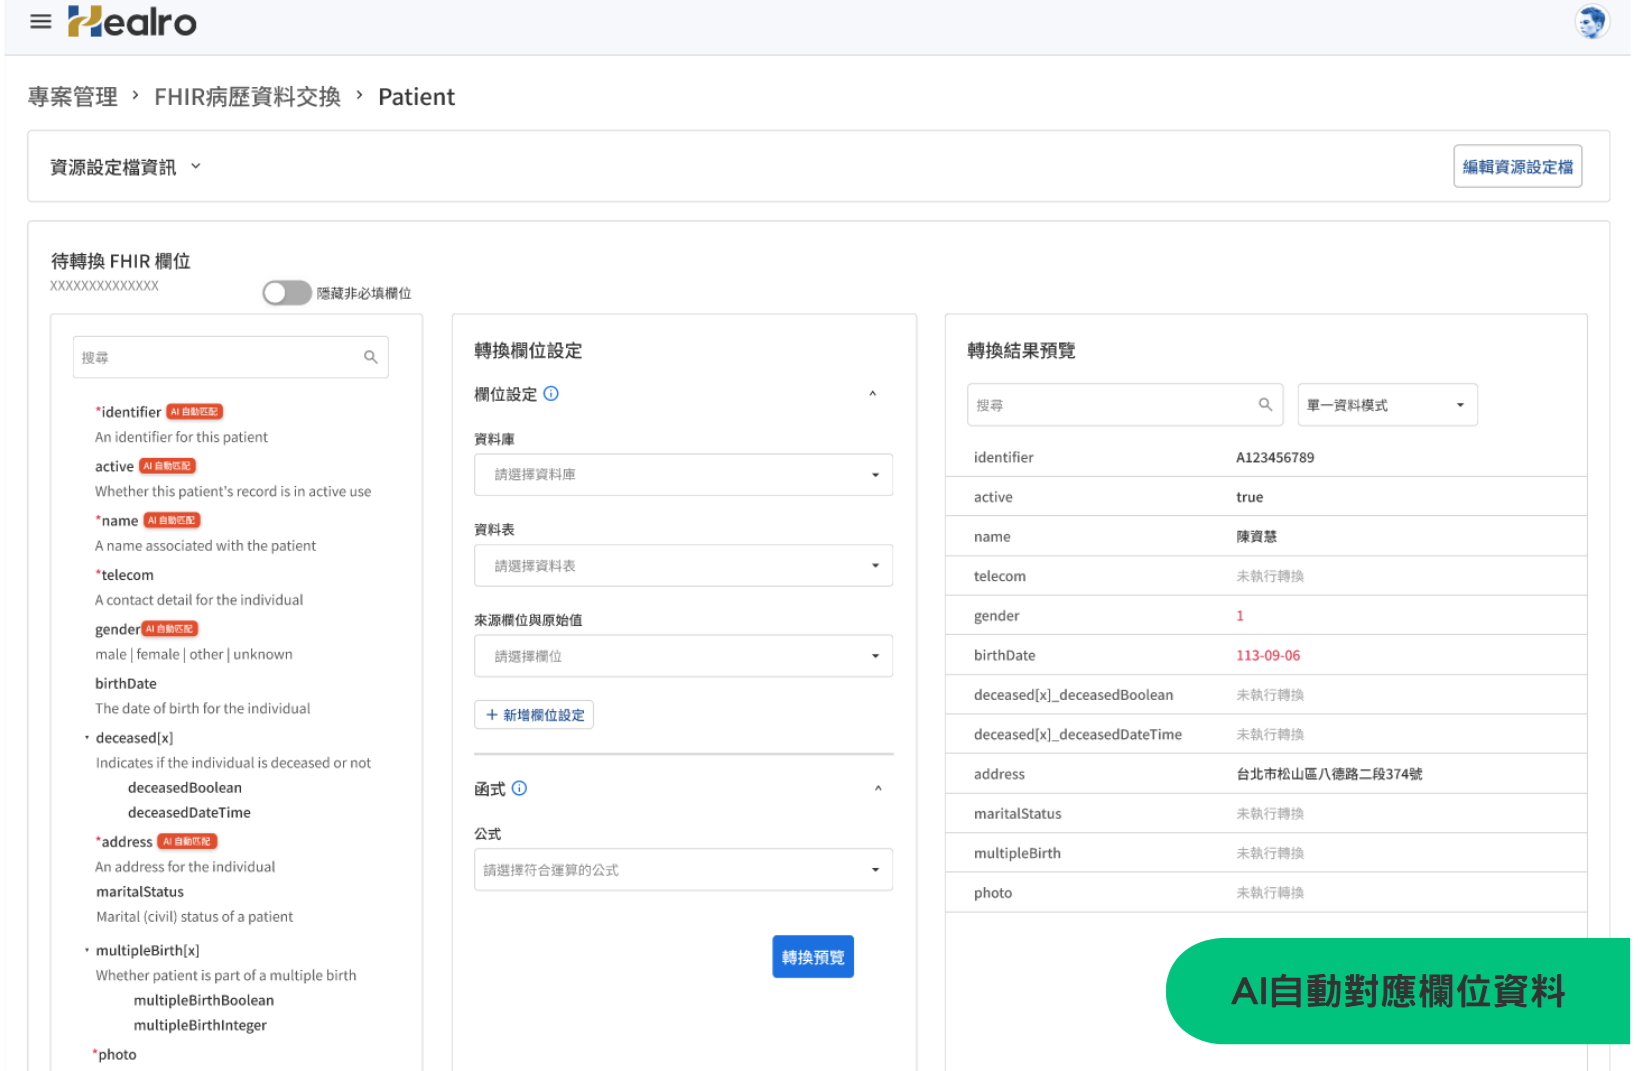 Healro
專案管理 › FHIR病歷資料交換 › Patient
資源設定檔資訊
編輯資源設定檔
待轉換 FHIR 欄位
XXXXXXXXXXXXXX
隱藏非必填欄位
搜尋
*identifier AI 自動匹配
An identifier for this patient
active AI 自動匹配
Whether this patient's record is in active use
*name AI 自動匹配
A name associated with the patient
*telecom
A contact detail for the individual
gender AI 自動匹配
male | female | other | unknown
birthDate
The date of birth for the individual
deceased[x]
Indicates if the individual is deceased or not
deceasedBoolean
deceasedDateTime
*address AI 自動匹配
An address for the individual
maritalStatus
Marital (civil) status of a patient
multipleBirth[x]
Whether patient is part of a multiple birth
multipleBirthBoolean
multipleBirthInteger
*photo
轉換欄位設定
欄位設定
資料庫
請選擇資料庫
資料表
請選擇資料表
來源欄位與原始值
請選擇欄位
+ 新增欄位設定
函式
公式
請選擇符合運算的公式
轉換預覽
轉換結果預覽
搜尋
單一資料模式
identifier A123456789
active true
name 陳資慧
telecom 未執行轉換
gender 1
birthDate 113-09-06
deceased[x]_deceasedBoolean 未執行轉換
deceased[x]_deceasedDateTime 未執行轉換
address 台北市松山區八德路二段374號
maritalStatus 未執行轉換
multipleBirth 未執行轉換
photo 未執行轉換
AI自動對應欄位資料